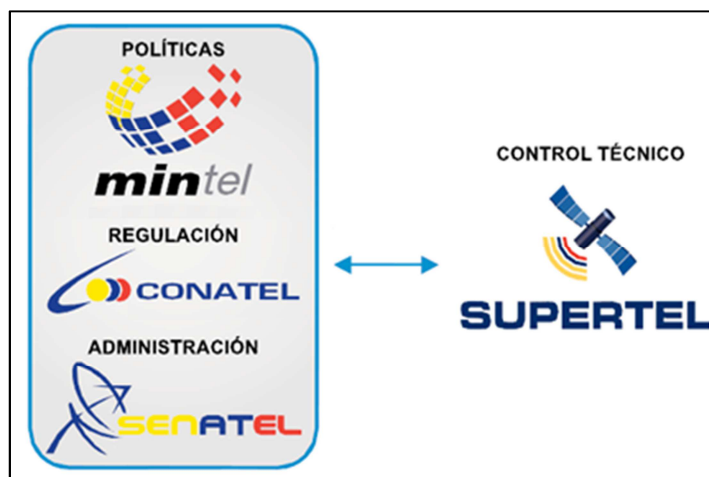 POLÍTICAS
mintel
REGULACIÓN
CONATEL
ADMINISTRACIÓN
SENATEL
CONTROL TÉCNICO
SUPERTEL